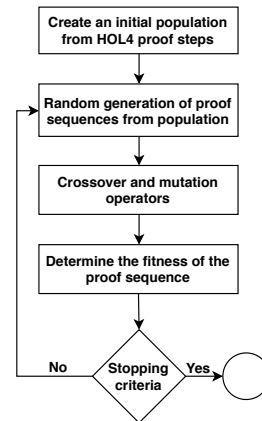 Create an initial population
from HOL4 proof steps
Random generation of proof
sequences from population
Crossover and mutation
operators
Determine the fitness of the
proof sequence
No
Stopping
criteria
Yes